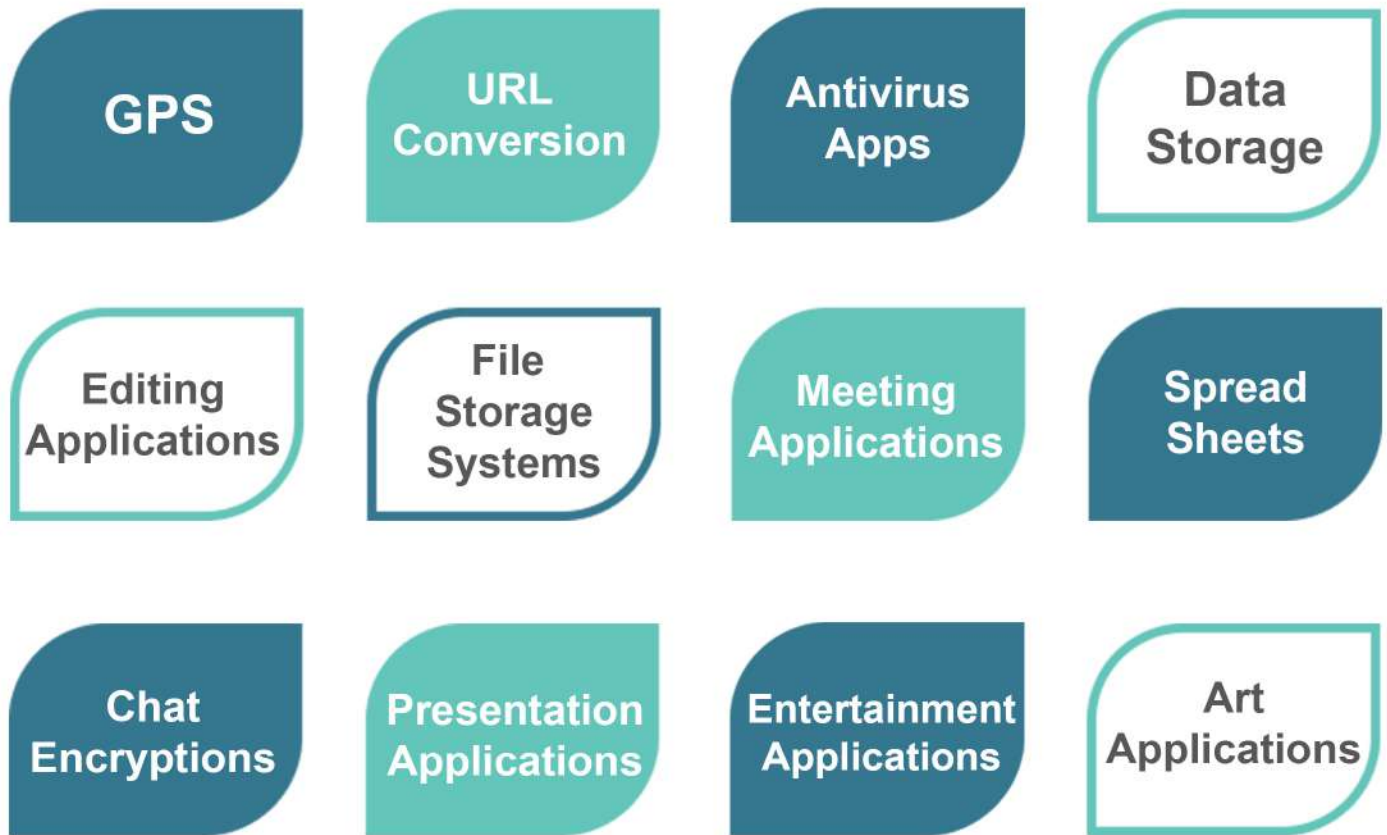 GPS
URL
Conversion
Antivirus
Apps
Data
Storage
Editing
Applications
File
Storage
Systems
Meeting
Applications
Spread
Sheets
Chat
Encryptions
Presentation
Applications
Entertainment
Applications
Art
Applications